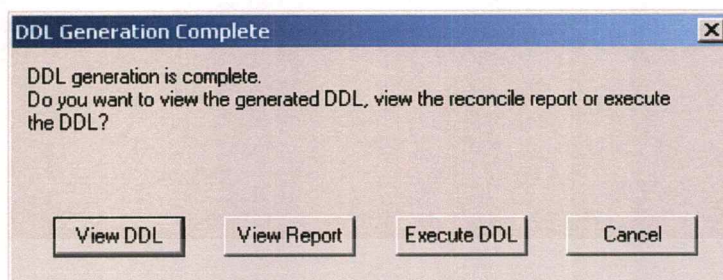 DDL Generation Complete
DDL generation is complete.
Do you want to view the generated DDL, view the reconcile report or execute
the DDL?
View DDL View Report Execute DDL Cancel